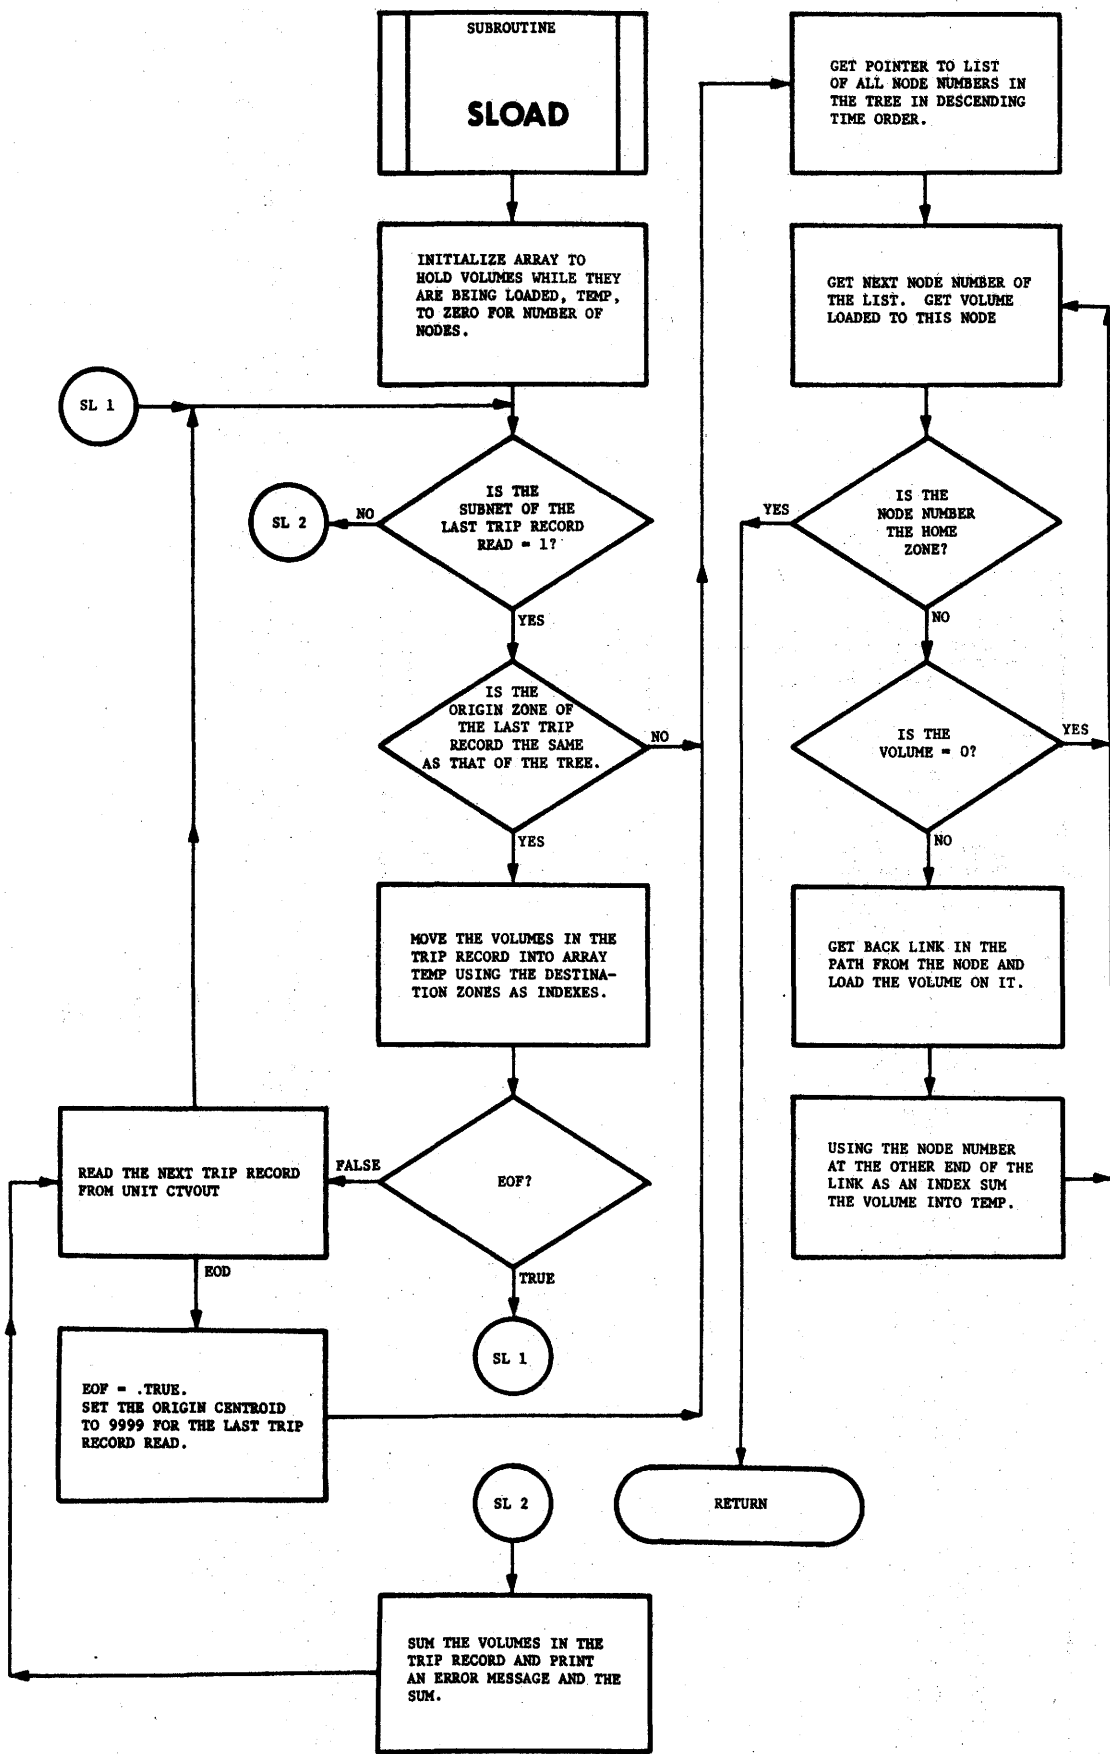 SUBROUTINE
SLOAD
INITIALIZE ARRAY TO
HOLD VOLUMES WHILE THEY
ARE BEING LOADED, TEMP,
TO ZERO FOR NUMBER OF
NODES.
SL 1
IS THE
SUBNET OF THE
LAST TRIP RECORD
READ = 1?
NO
SL 2
YES
IS THE
ORIGIN ZONE OF
THE LAST TRIP
RECORD THE SAME
AS THAT OF THE TREE.
NO
YES
MOVE THE VOLUMES IN THE
TRIP RECORD INTO ARRAY
TEMP USING THE DESTINA-
TION ZONES AS INDEXES.
EOF?
FALSE
READ THE NEXT TRIP RECORD
FROM UNIT CTVOUT
EOD
TRUE
SL 1
EOF = .TRUE.
SET THE ORIGIN CENTROID
TO 9999 FOR THE LAST TRIP
RECORD READ.
SL 2
SUM THE VOLUMES IN THE
TRIP RECORD AND PRINT
AN ERROR MESSAGE AND THE
SUM.
GET POINTER TO LIST
OF ALL NODE NUMBERS IN
THE TREE IN DESCENDING
TIME ORDER.
GET NEXT NODE NUMBER OF
THE LIST. GET VOLUME
LOADED TO THIS NODE
IS THE
NODE NUMBER
THE HOME
ZONE?
YES
NO
IS THE
VOLUME = 0?
YES
NO
GET BACK LINK IN THE
PATH FROM THE NODE AND
LOAD THE VOLUME ON IT.
USING THE NODE NUMBER
AT THE OTHER END OF THE
LINK AS AN INDEX SUM
THE VOLUME INTO TEMP.
RETURN